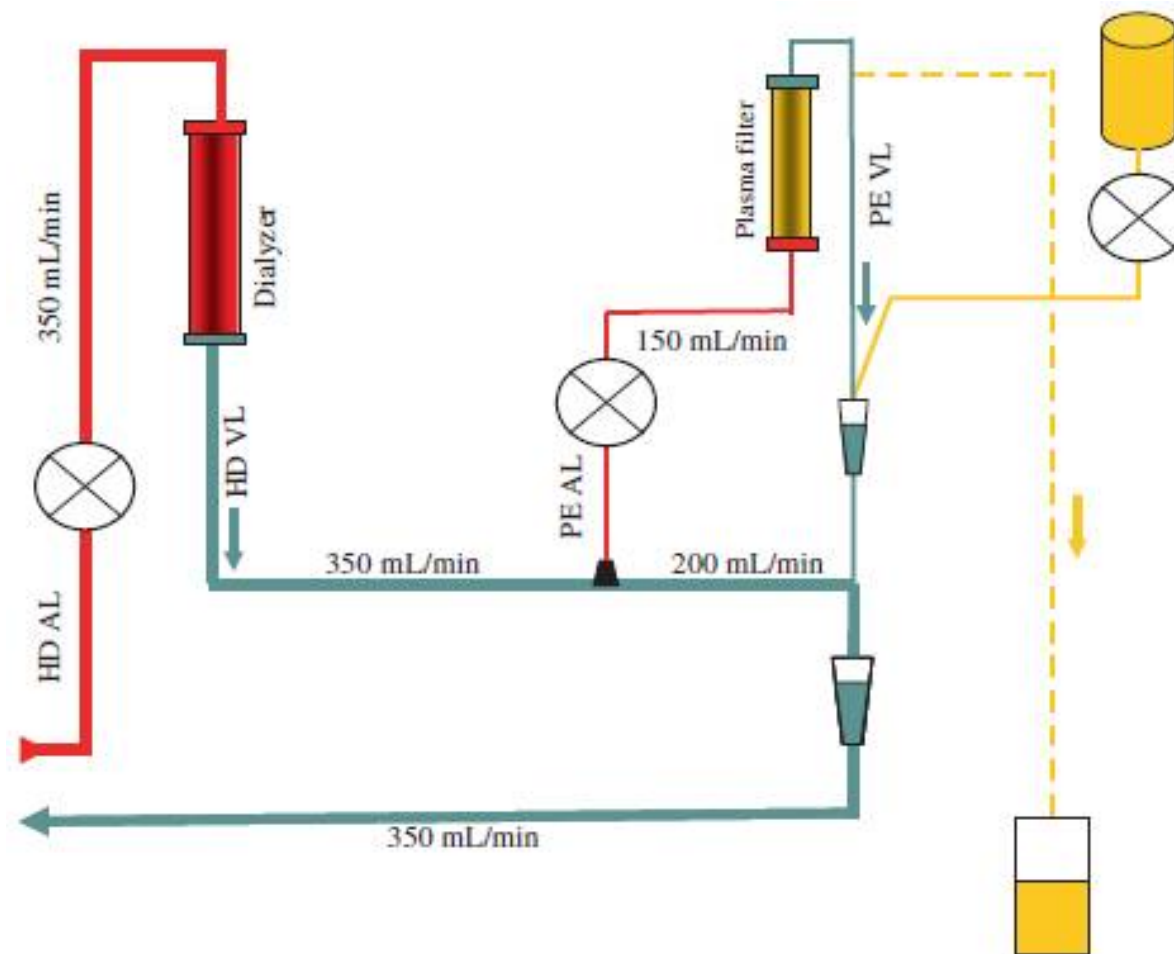 350 mL/min
Dialyzer
HD AL
HD VL
350 mL/min
PE AL
150 mL/min
Plasma filter
PE VL
200 mL/min
350 mL/min